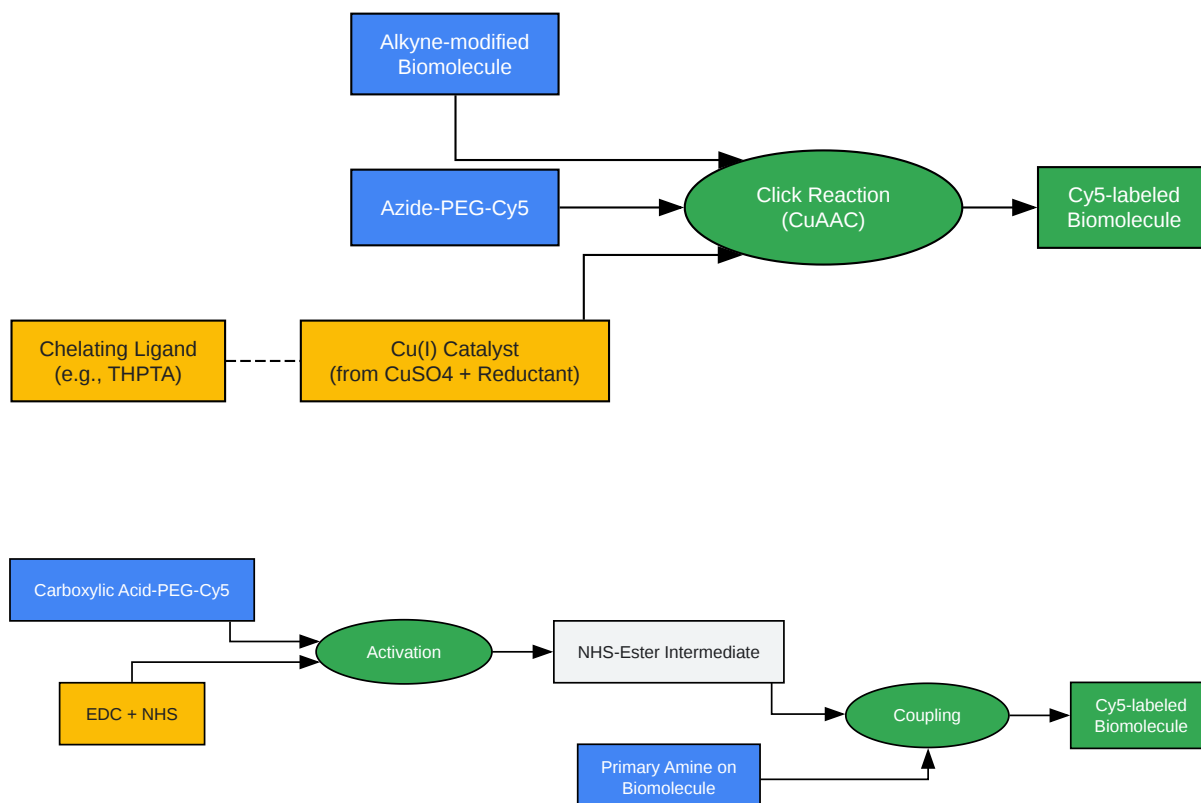 Alkyne-modified
Biomolecule
Azide-PEG-Cy5
Click Reaction
(CuAAC)
Cy5-labeled
Biomolecule
Chelating Ligand
(e.g., THPTA)
Cu(I) Catalyst
(from CuSO4 + Reductant)
Carboxylic Acid-PEG-Cy5
Activation
NHS-Ester Intermediate
EDC + NHS
Coupling
Cy5-labeled
Biomolecule
Primary Amine on
Biomolecule